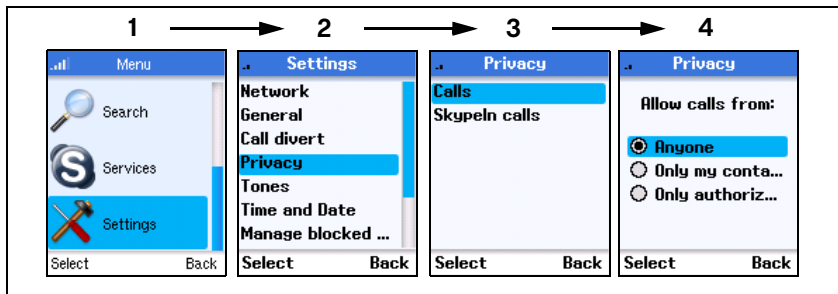 1 2 3 4
Menu
Search
Services
Settings
Select Back
Settings
Network
General
Call divert
Privacy
Tones
Time and Date
Manage blocked ...
Select Back
Privacy
Calls
SkypeIn calls
Select Back
Privacy
Allow calls from:
Anyone
Only my conta...
Only authoriz...
Select Back